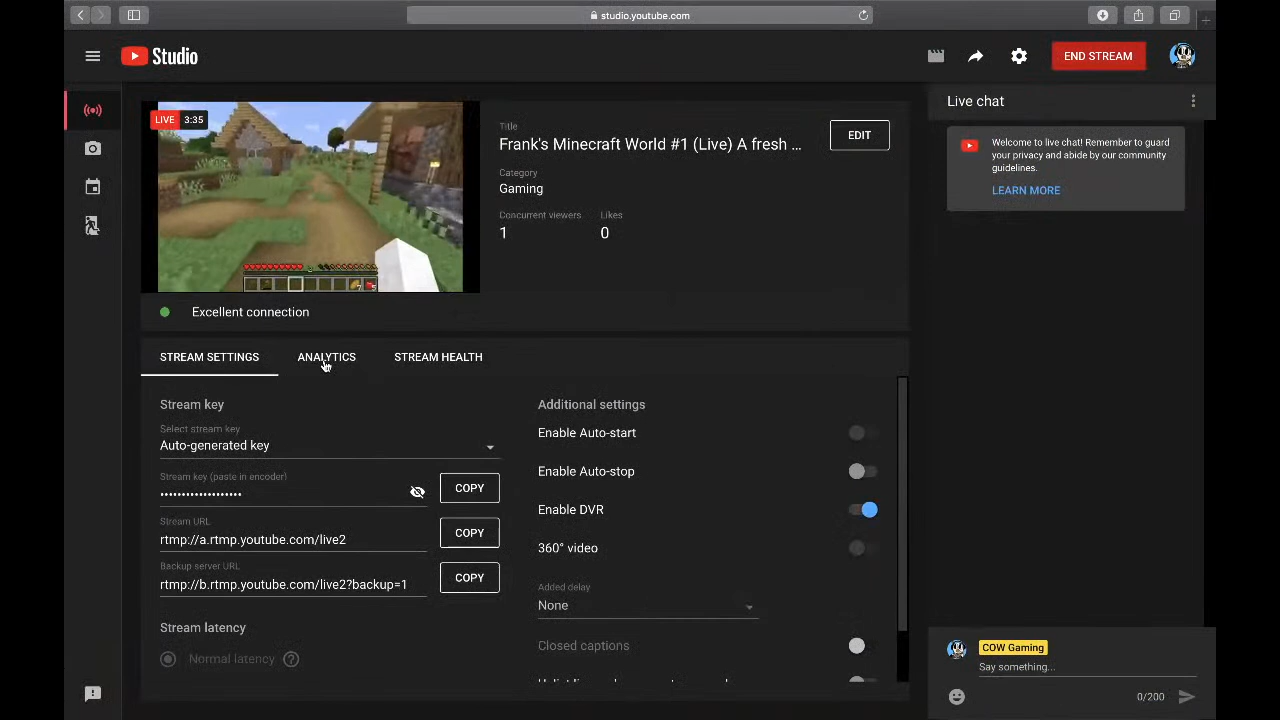 studio.youtube.com
Studio
END STREAM
LIVE 3:35
Title
Frank's Minecraft World #1 (Live) A fresh ...
EDIT
Category
Gaming
Concurrent viewers
Likes
1
0
Excellent connection
STREAM SETTINGS
ANALYTICS
STREAM HEALTH
Stream key
Select stream key
Auto-generated key
Stream key (paste in encoder)
•••••••••••••••••••
COPY
Stream URL
rtmp://a.rtmp.youtube.com/live2
COPY
Backup server URL
rtmp://b.rtmp.youtube.com/live2?backup=1
COPY
Stream latency
Normal latency
Additional settings
Enable Auto-start
Enable Auto-stop
Enable DVR
360° video
Added delay
None
Closed captions
Live chat
Welcome to live chat! Remember to guard
your privacy and abide by our community
guidelines.
LEARN MORE
COW Gaming
Say something...
0/200